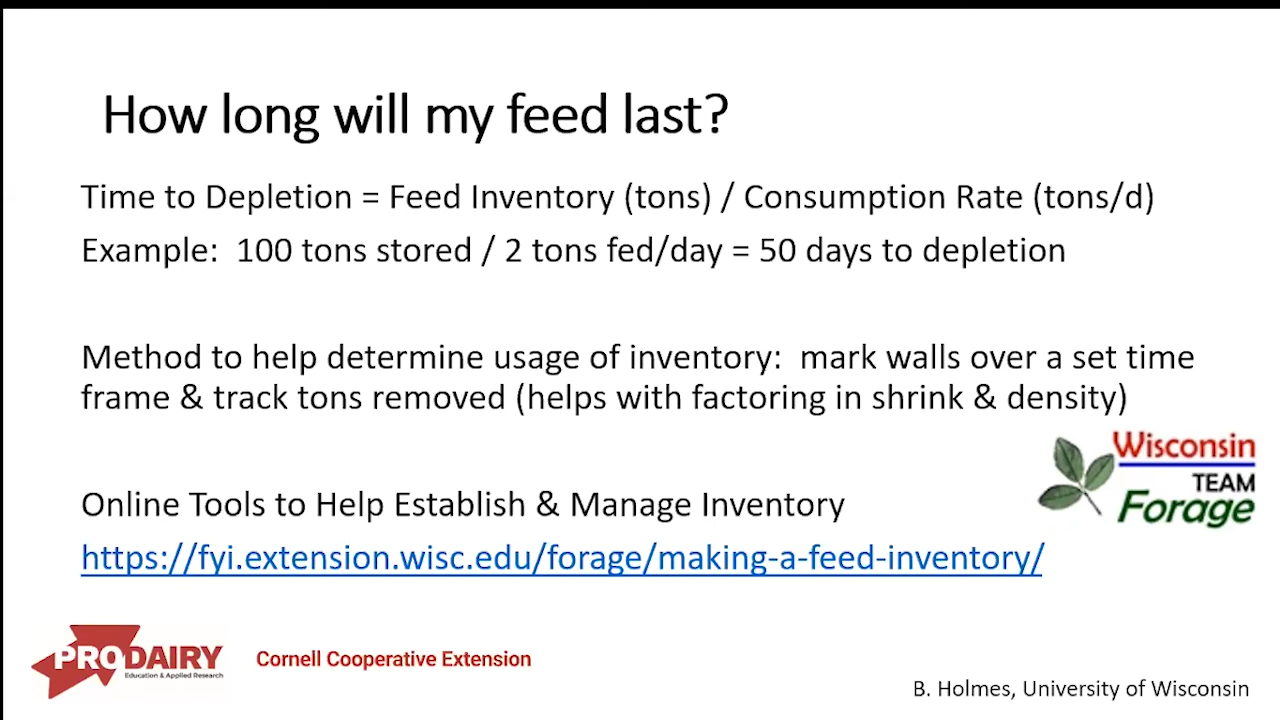 How long will my feed last?
Time to Depletion = Feed Inventory (tons) / Consumption Rate (tons/d)
Example:  100 tons stored / 2 tons fed/day = 50 days to depletion
Method to help determine usage of inventory:  mark walls over a set time
frame & track tons removed (helps with factoring in shrink & density)
Wisconsin
TEAM
Forage
Online Tools to Help Establish & Manage Inventory
https://fyi.extension.wisc.edu/forage/making-a-feed-inventory/
PRODAIRY
Education & Applied Research
Cornell Cooperative Extension
B. Holmes, University of Wisconsin